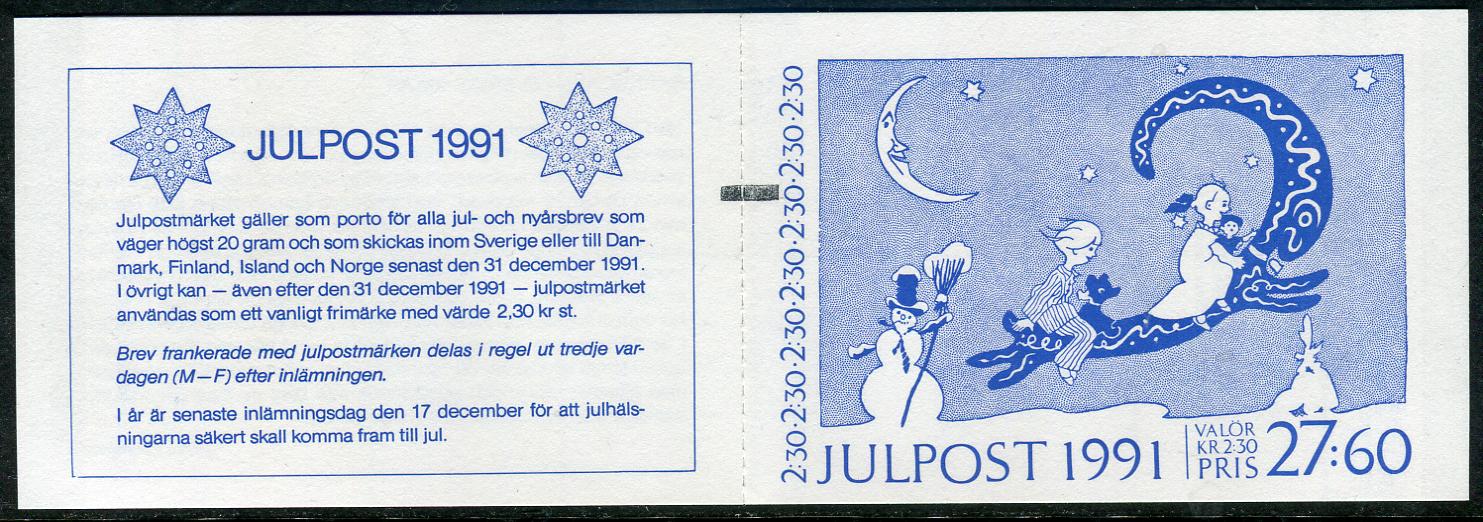 JULPOST 1991
Julpostmärket gäller som porto för alla jul- och nyårsbrev som
väger högst 20 gram och som skickas inom Sverige eller till Dan-
mark, Finland, Island och Norge senast den 31 december 1991.
I övrigt kan — även efter den 31 december 1991 — julpostmärket
användas som ett vanligt frimärke med värde 2,30 kr st.
Brev frankerade med julpostmärken delas i regel ut tredje var-
dagen (M—F) efter inlämningen.
I år är senaste inlämningsdag den 17 december för att julhäls-
ningarna säkert skall komma fram till jul.
2:30·2:30·2:30·2:30·2:30·2:30·2:30
JULPOST 1991
VALÖR
KR 2:30
PRIS 27:60